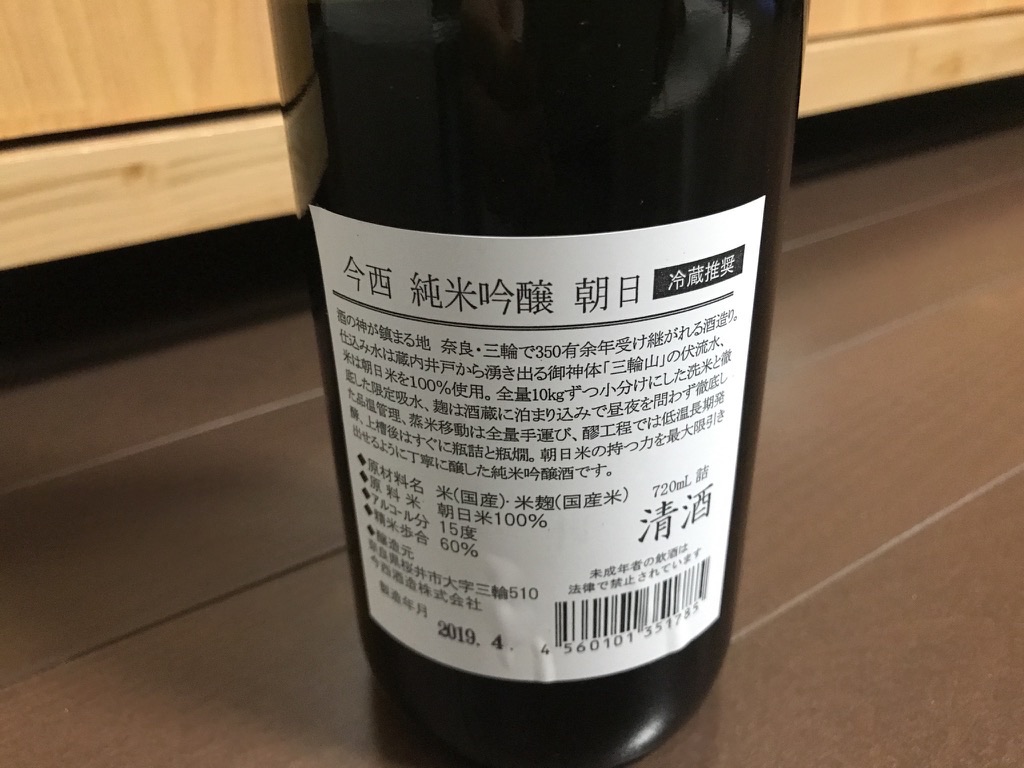 今西 純米吟醸 朝日 冷蔵推奨
酒の神が鎮まる地 奈良・三輪で350有余年受け継がれる酒造り。
仕込み水は蔵内井戸から湧き出る御神体「三輪山」の伏流水、
米は朝日米を100%使用。全量10kgずつ小分けにした洗米と徹
底した限定吸水、麹は酒蔵に泊まり込みで昼夜を問わず徹底し
た品温管理、蒸米移動は全量手運び、醪工程では低温長期発
酵、上槽後はすぐに瓶詰と瓶燗。朝日米の持つ力を最大限引き
出せるように丁寧に醸した純米吟醸酒です。
◆原材料名 米(国産)・米麹(国産米)
◆原料米 朝日米100%
◆アルコール分 15度
◆精米歩合 60%
◆醸造元
奈良県桜井市大字三輪510
今西酒造株式会社
製造年月
2019.4.
720mL 詰
清酒
未成年者の飲酒は
法律で禁止されています
4 560101 351785